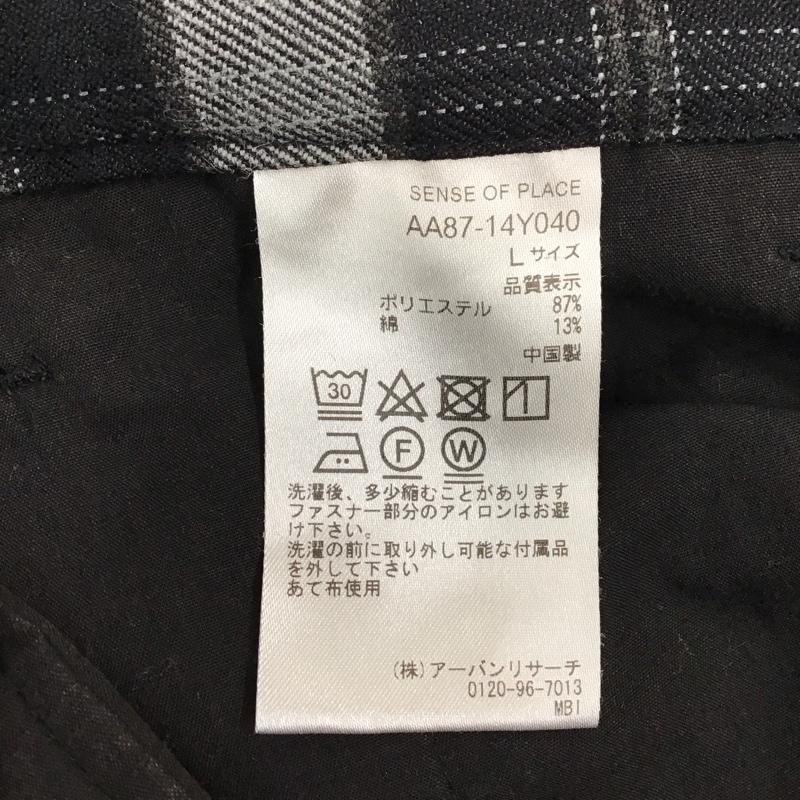 SENSE OF PLACE
AA87-14Y040
L サイズ
品質表示
ポリエステル 87%
綿 13%
中国製
30
F W
洗濯後、多少縮むことがあります
ファスナー部分のアイロンはお避
け下さい。
洗濯の前に取り外し可能な付属品
を外して下さい
あて布使用
(株)アーバンリサーチ
0120-96-7013
MBI